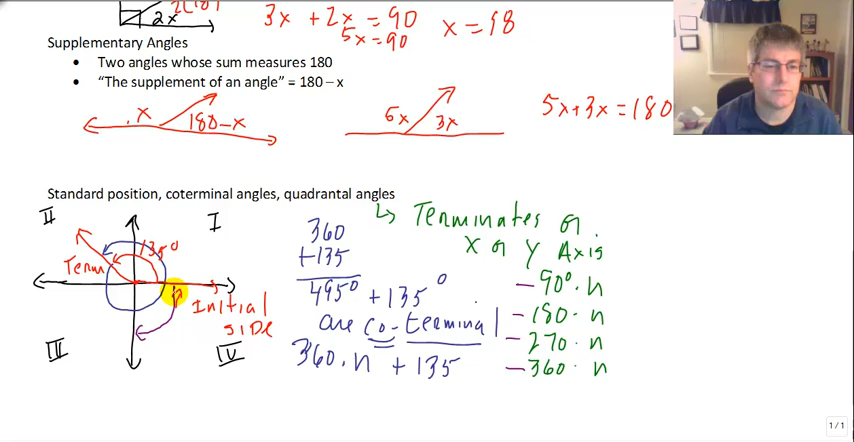 2x
3x + 2x = 90
5x = 90
x = 18
Supplementary Angles
• Two angles whose sum measures 180
• “The supplement of an angle” = 180 – x
x
180-x
5x
3x
5x+3x=180
Standard position, coterminal angles, quadrantal angles
Terminates on
X or Y Axis
II
I
III
IV
135°
Term
Initial
Side
360
+135
495° + 135°
are co-terminal
360·n + 135
-90°·n
-180·n
-270·n
-360·n
1/1